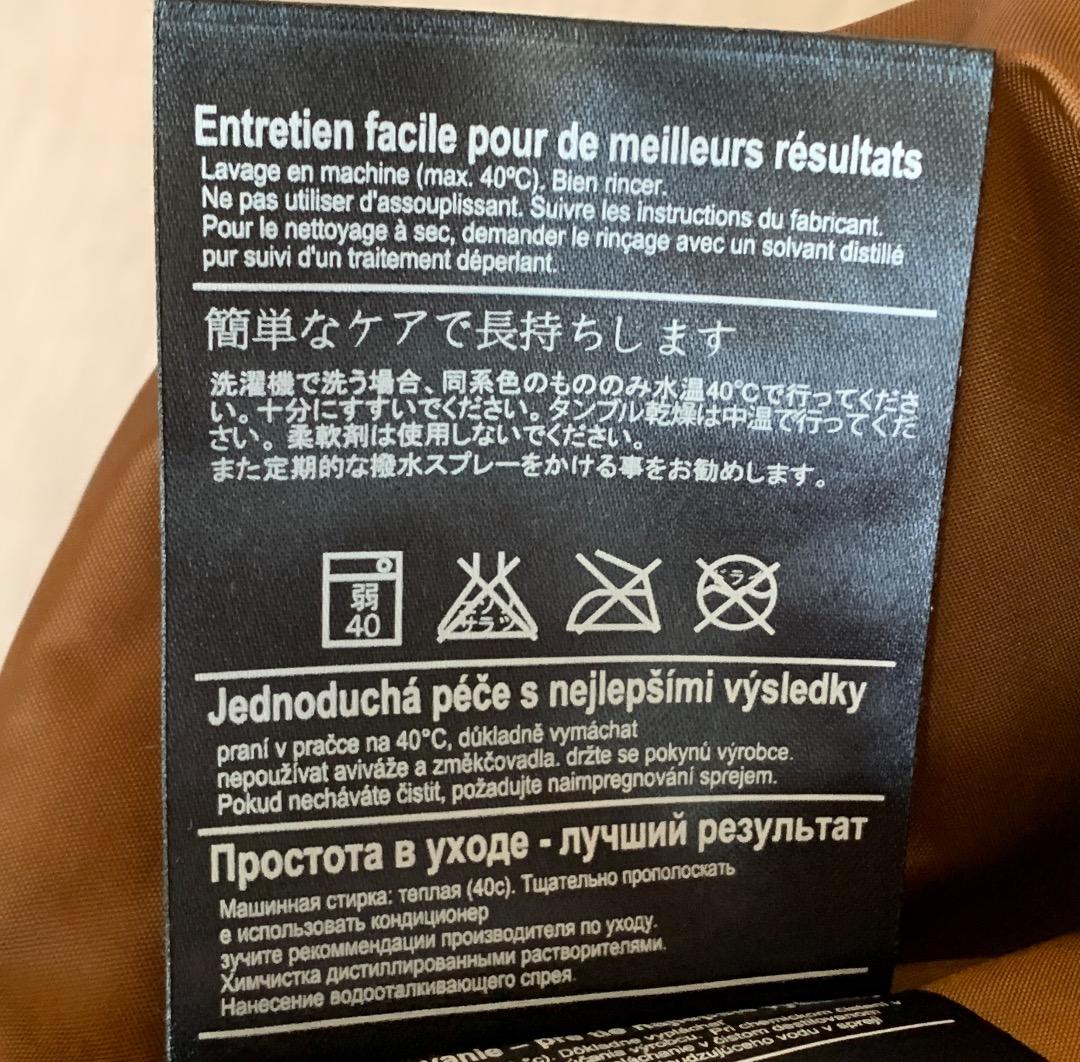 Entretien facile pour de meilleurs résultats
Lavage en machine (max. 40ºC). Bien rincer.
Ne pas utiliser d'assouplissant. Suivre les instructions du fabricant.
Pour le nettoyage à sec, demander le rinçage avec un solvant distillé
pur suivi d'un traitement déperlant.
簡単なケアで長持ちします
洗濯機で洗う場合、同系色のもののみ水温40℃で行ってくださ
い。十分にすすいでください。タンブル乾燥は中温で行ってくだ
さい。柔軟剤は使用しないでください。
また定期的な撥水スプレーをかける事をお勧めします。
弱
40
サラシ
ドライ
Jednoduchá péče s nejlepšími výsledky
praní v pračce na 40°C, důkladně vymáchat
nepoužívat aviváže a změkčovadla. držte se pokynů výrobce.
Pokud necháváte čistit, požadujte naimpregnování sprejem.
Простота в уходе - лучший результат
Машинная стирка: теплая (40с). Тщательно прополоскать
е использовать кондиционер
зучите рекоммендации производителя по уходу.
Химчистка дистиллированными растворителями.
Нанесение водооталкивающего спрея.